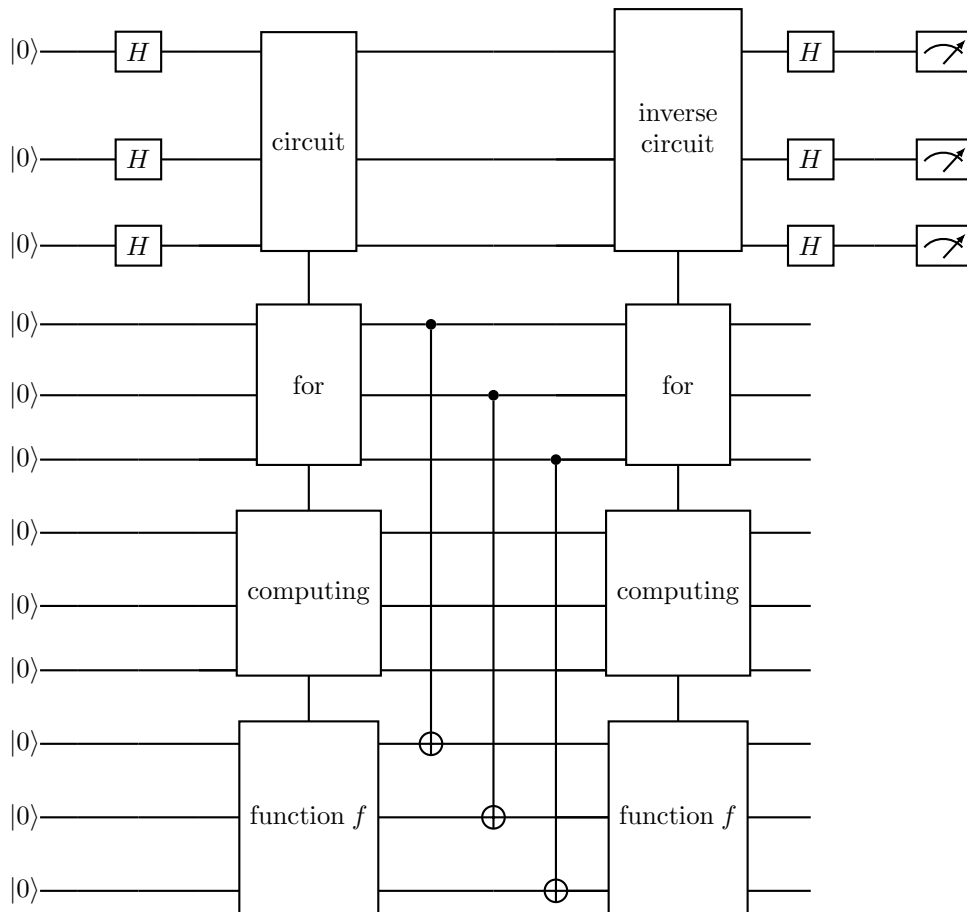 |0⟩ H circuit inverse circuit H
|0⟩ H H
|0⟩ H H
|0⟩
|0⟩ for for
|0⟩
|0⟩
|0⟩ computing computing
|0⟩
|0⟩
|0⟩ function f function f
|0⟩